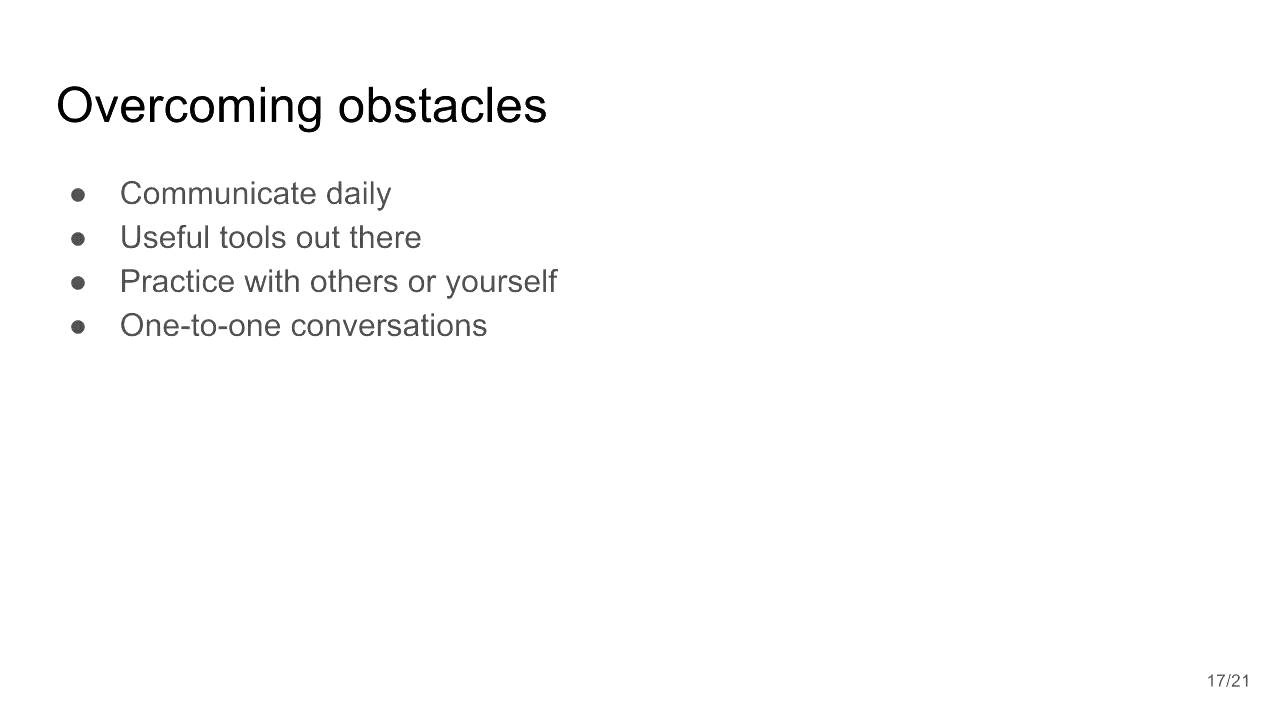 Overcoming obstacles
● Communicate daily
● Useful tools out there
● Practice with others or yourself
● One-to-one conversations
17/21